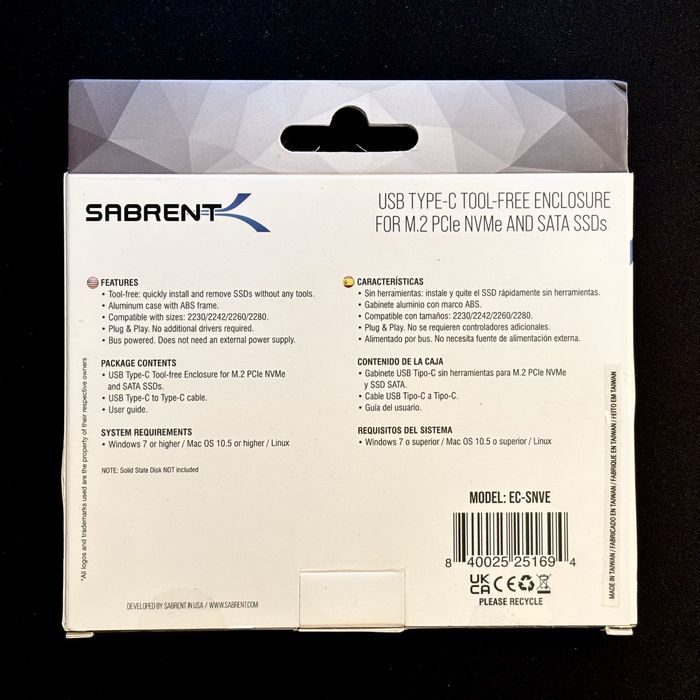 SABRENT
USB TYPE-C TOOL-FREE ENCLOSURE
FOR M.2 PCIe NVMe AND SATA SSDs
FEATURES
• Tool-free: quickly install and remove SSDs without any tools.
• Aluminum case with ABS frame.
• Compatible with sizes: 2230/2242/2260/2280.
• Plug & Play. No additional drivers required.
• Bus powered. Does not need an external power supply.
PACKAGE CONTENTS
• USB Type-C Tool-free Enclosure for M.2 PCIe NVMe
and SATA SSDs.
• USB Type-C to Type-C cable.
• User guide.
SYSTEM REQUIREMENTS
• Windows 7 or higher / Mac OS 10.5 or higher / Linux
NOTE: Solid State Disk NOT included
CARACTERÍSTICAS
• Sin herramientas: instale y quite el SSD rápidamente sin herramientas.
• Gabinete aluminio con marco ABS.
• Compatible con tamaños: 2230/2242/2260/2280.
• Plug & Play. No se requieren controladores adicionales.
• Alimentado por bus. No necesita fuente de alimentación externa.
CONTENIDO DE LA CAJA
• Gabinete USB Tipo-C sin herramientas para M.2 PCIe NVMe
y SSD SATA.
• Cable USB Tipo-C a Tipo-C.
• Guía del usuario.
REQUISITOS DEL SISTEMA
• Windows 7 o superior / Mac OS 10.5 o superior / Linux
*All logos and trademarks used are the property of their respective owners
MADE IN TAIWAN / FABRICADO EN TAIWAN / FABRIQUE EN TAIWAN / FEITO EM TAIWAN
MODEL: EC-SNVE
8 40025 25169 4
UK
CA CE
PLEASE RECYCLE
DEVELOPED BY SABRENT IN USA / WWW.SABRENT.COM